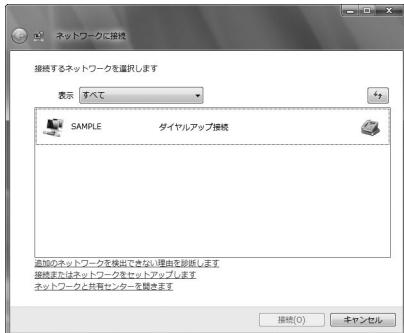 ネットワークに接続
接続するネットワークを選択します
表示 すべて
SAMPLE ダイヤルアップ接続
追加のネットワークを検出できない理由を診断します
接続またはネットワークをセットアップします
ネットワークと共有センターを開きます
接続(O) キャンセル